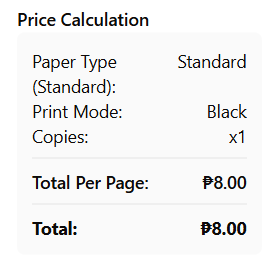 Price Calculation
Paper Type (Standard): Standard
Print Mode: Black
Copies: x1
Total Per Page: ₱8.00
Total: ₱8.00